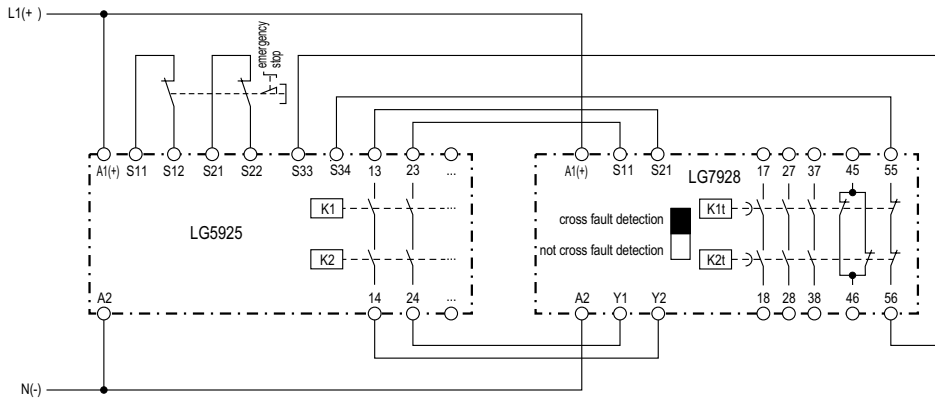 L1(+ )
emergency
stop
A1(+) S11 S12 S21 S22 S33 S34 13 23 ...
A1(+) S11 S21 17 27 37 45 55
LG5925
K1
K2
...
...
LG7928
cross fault detection
not cross fault detection
K1t
K2t
A2 14 24 ...
A2 Y1 Y2 18 28 38 46 56
N(-)